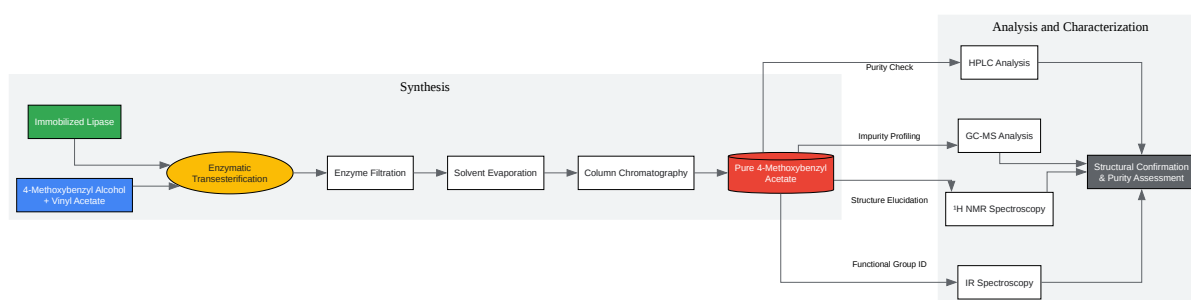 Analysis and Characterization
Synthesis
HPLC Analysis
Purity Check
Immobilized Lipase
Impurity Profiling
GC-MS Analysis
Enzymatic
Transesterification
Enzyme Filtration
Solvent Evaporation
Column Chromatography
Pure 4-Methoxybenzyl
Acetate
Structural Confirmation
& Purity Assessment
4-Methoxybenzyl Alcohol
+ Vinyl Acetate
Structure Elucidation
¹H NMR Spectroscopy
Functional Group ID
IR Spectroscopy